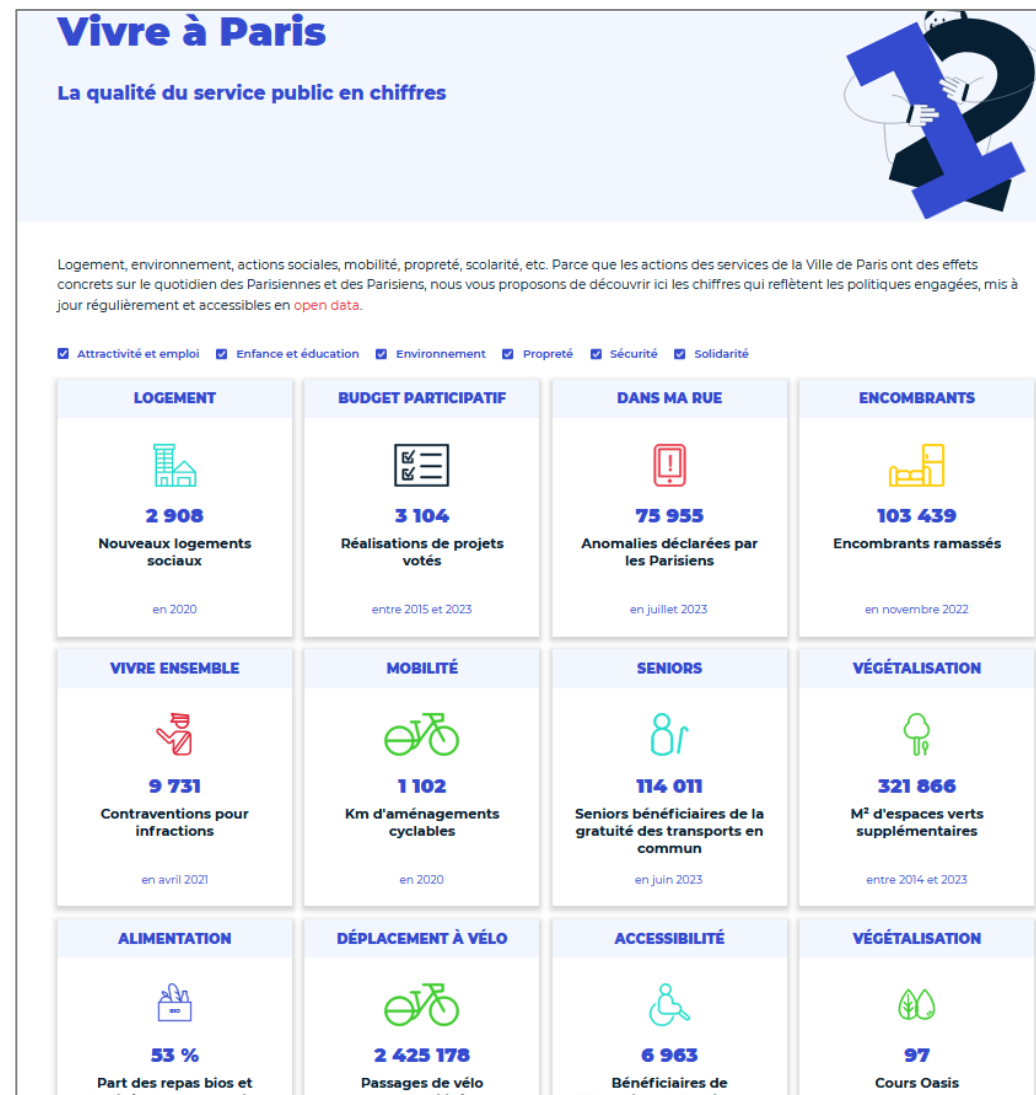 Vivre à Paris
La qualité du service public en chiffres
Logement, environnement, actions sociales, mobilité, propreté, scolarité, etc. Parce que les actions des services de la Ville de Paris ont des effets
concrets sur le quotidien des Parisiennes et des Parisiens, nous vous proposons de découvrir ici les chiffres qui reflètent les politiques engagées, mis à
jour régulièrement et accessibles en open data.
Attractivité et emploi Enfance et éducation Environnement Propreté Sécurité Solidarité
LOGEMENT
2 908
Nouveaux logements
sociaux
en 2020
BUDGET PARTICIPATIF
3 104
Réalisations de projets
votés
entre 2015 et 2023
DANS MA RUE
75 955
Anomalies déclarées par
les Parisiens
en juillet 2023
ENCOMBRANTS
103 439
Encombrants ramassés
en novembre 2022
VIVRE ENSEMBLE
9 731
Contraventions pour
infractions
en avril 2021
MOBILITÉ
1 102
Km d'aménagements
cyclables
en 2020
SENIORS
114 011
Seniors bénéficiaires de la
gratuité des transports en
commun
en juin 2023
VÉGÉTALISATION
321 866
M² d'espaces verts
supplémentaires
entre 2014 et 2023
ALIMENTATION
BIO
53 %
Part des repas bios et
DÉPLACEMENT À VÉLO
2 425 178
Passages de vélo
ACCESSIBILITÉ
6 963
Bénéficiaires de
VÉGÉTALISATION
97
Cours Oasis